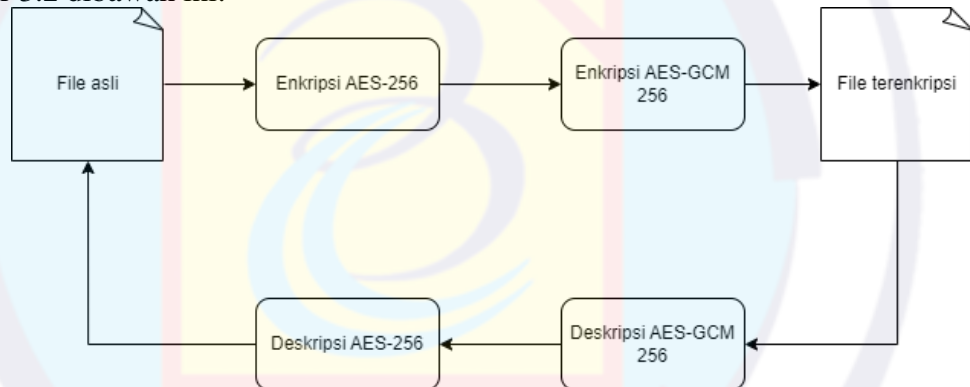 File asli
Enkripsi AES-256
Enkripsi AES-GCM
256
File terenkripsi
Deskripsi AES-256
Deskripsi AES-GCM
256